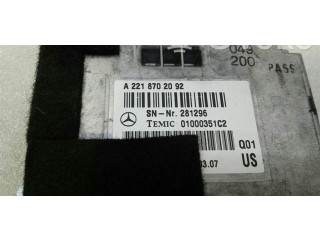 043
200 PASS
A 221 870 20 92
SN-Nr. 281296
TEMIC 01000351C2
Q01
03.07 US